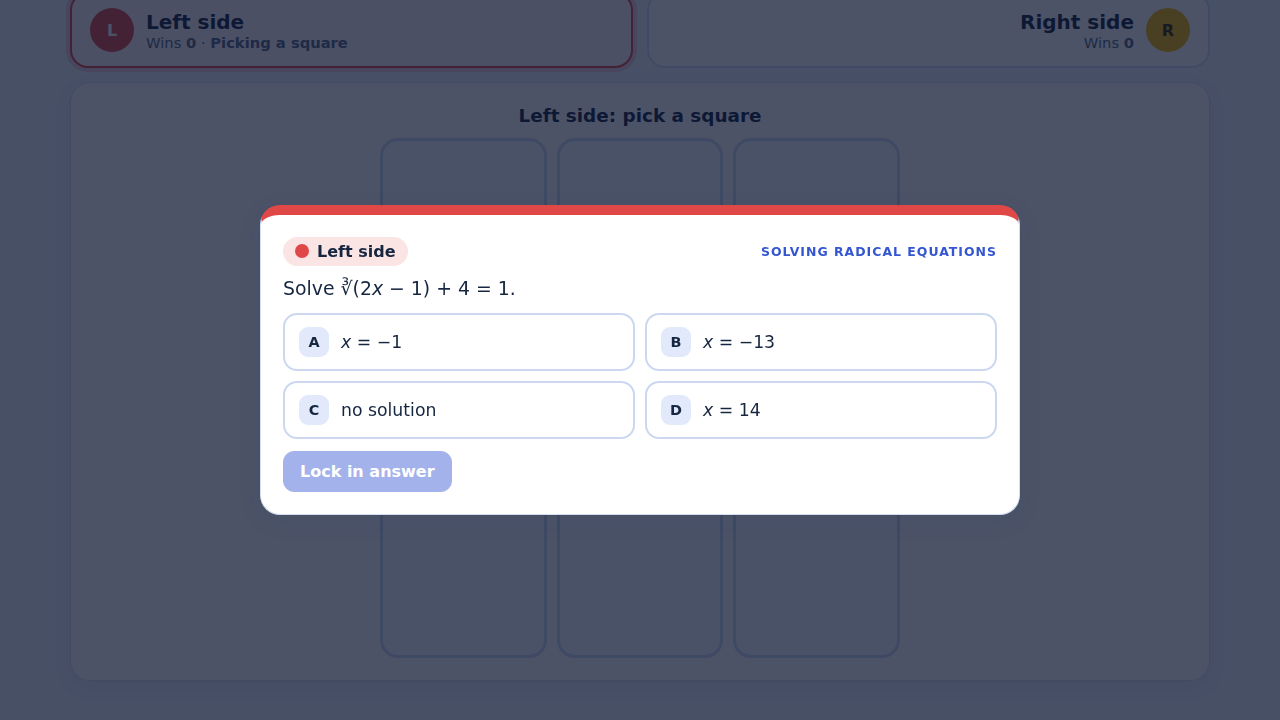 L
Left side
Wins 0 · Picking a square
Right side
Wins 0
R
Left side: pick a square
Left side
SOLVING RADICAL EQUATIONS
Solve ∛(2x − 1) + 4 = 1.
A x = −1
B x = −13
C no solution
D x = 14
Lock in answer